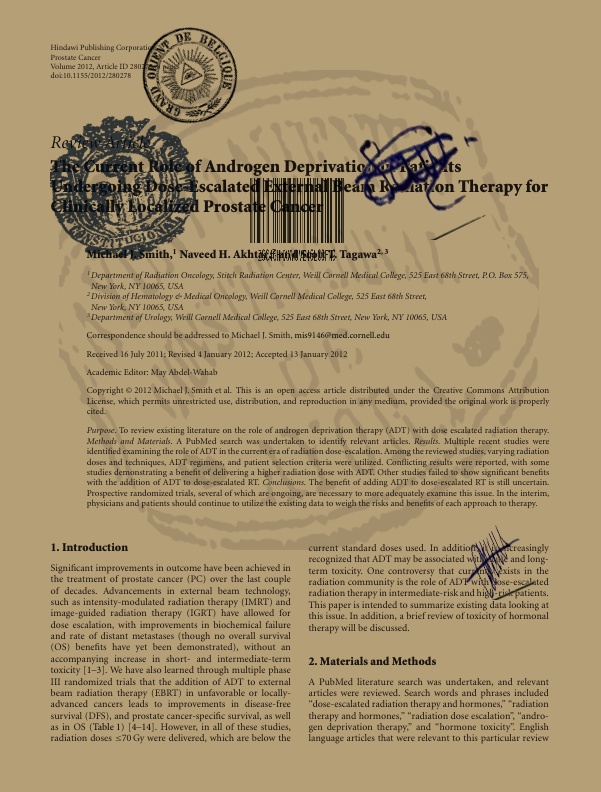 Hindawi Publishing Corporation
Prostate Cancer
Volume 2012, Article ID
doi:10.1155/2012/280278
GRAND ORIENT DE BELGIQUE
Review Article
The Current Role of Androgen Deprivation in Patients
Undergoing Dose-Escalated External Beam Radiation Therapy for
Clinically Localized Prostate Cancer
Michael J. Smith,1 Naveed H. Tagawa2, 3
1 Department of Radiation Oncology, Stitch Radiation Center, Weill Cornell Medical College, 525 East 68th Street, P.O. Box 575,
New York, NY 10065, USA
2 Division of Hematology & Medical Oncology, Weill Cornell Medical College, 525 East 68th Street,
New York, NY 10065, USA
3 Department of Urology, Weill Cornell Medical College, 525 East 68th Street, New York, NY 10065, USA
Correspondence should be addressed to Michael J. Smith, mis9146@med.cornell.edu
Received 16 July 2011; Revised 4 January 2012; Accepted 13 January 2012
Academic Editor: May Abdel-Wahab
Copyright © 2012 Michael J. Smith et al. This is an open access article distributed under the Creative Commons Attribution
License, which permits unrestricted use, distribution, and reproduction in any medium, provided the original work is properly
cited.
Purpose. To review existing literature on the role of androgen deprivation therapy (ADT) with dose escalated radiation therapy.
Methods and Materials. A PubMed search was undertaken to identify relevant articles. Results. Multiple recent studies were
identified examining the role of ADT in the current era of radiation dose-escalation. Among the reviewed studies, varying radiation
doses and techniques, ADT regimens, and patient selection criteria were utilized. Conflicting results were reported, with some
studies demonstrating a benefit of delivering a higher radiation dose with ADT. Other studies failed to show significant benefits
with the addition of ADT to dose-escalated RT. Conclusions. The benefit of adding ADT to dose-escalated RT is still uncertain.
Prospective randomized trials, several of which are ongoing, are necessary to more adequately examine this issue. In the interim,
physicians and patients should continue to utilize the existing data to weigh the risks and benefits of each approach to therapy.
1. Introduction
Significant improvements in outcome have been achieved in
the treatment of prostate cancer (PC) over the last couple
of decades. Advancements in external beam technology,
such as intensity-modulated radiation therapy (IMRT) and
image-guided radiation therapy (IGRT) have allowed for
dose escalation, with improvements in biochemical failure
and rate of distant metastases (though no overall survival
(OS) benefits have yet been demonstrated), without an
accompanying increase in short- and intermediate-term
toxicity [1–3]. We have also learned through multiple phase
III randomized trials that the addition of ADT to external
beam radiation therapy (EBRT) in unfavorable or locally-
advanced cancers leads to improvements in disease-free
survival (DFS), and prostate cancer-specific survival, as well
as in OS (Table 1) [4–14]. However, in all of these studies,
radiation doses ≤70 Gy were delivered, which are below the
current standard doses used. In addition, it is increasingly
recognized that ADT may be associated with acute and long-
term toxicity. One controversy that currently exists in the
radiation community is the role of ADT with dose-escalated
radiation therapy in intermediate-risk and high-risk patients.
This paper is intended to summarize existing data looking at
this issue. In addition, a brief review of toxicity of hormonal
therapy will be discussed.
2. Materials and Methods
A PubMed literature search was undertaken, and relevant
articles were reviewed. Search words and phrases included
“dose-escalated radiation therapy and hormones,” “radiation
therapy and hormones,” “radiation dose escalation”, “andro-
gen deprivation therapy,” and “hormone toxicity”. English
language articles that were relevant to this particular review